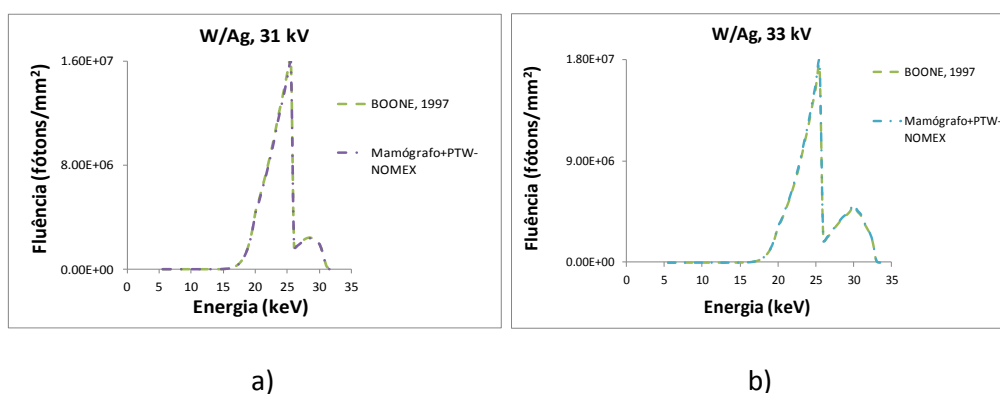 W/Ag, 31 kV
Fluência (fótons/mm²)
1.60E+07
8.00E+06
0.00E+00
0 5 10 15 20 25 30 35
Energia (keV)
BOONE, 1997
Mamógrafo+PTW-
NOMEX
a)
W/Ag, 33 kV
Fluência (fótons/mm²)
1.80E+07
9.00E+06
0.00E+00
0 5 10 15 20 25 30 35
Energia (keV)
BOONE, 1997
Mamógrafo+PTW-
NOMEX
b)